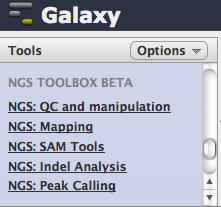 Galaxy
Tools
Options
NGS TOOLBOX BETA
NGS: QC and manipulation
NGS: Mapping
NGS: SAM Tools
NGS: Indel Analysis
NGS: Peak Calling